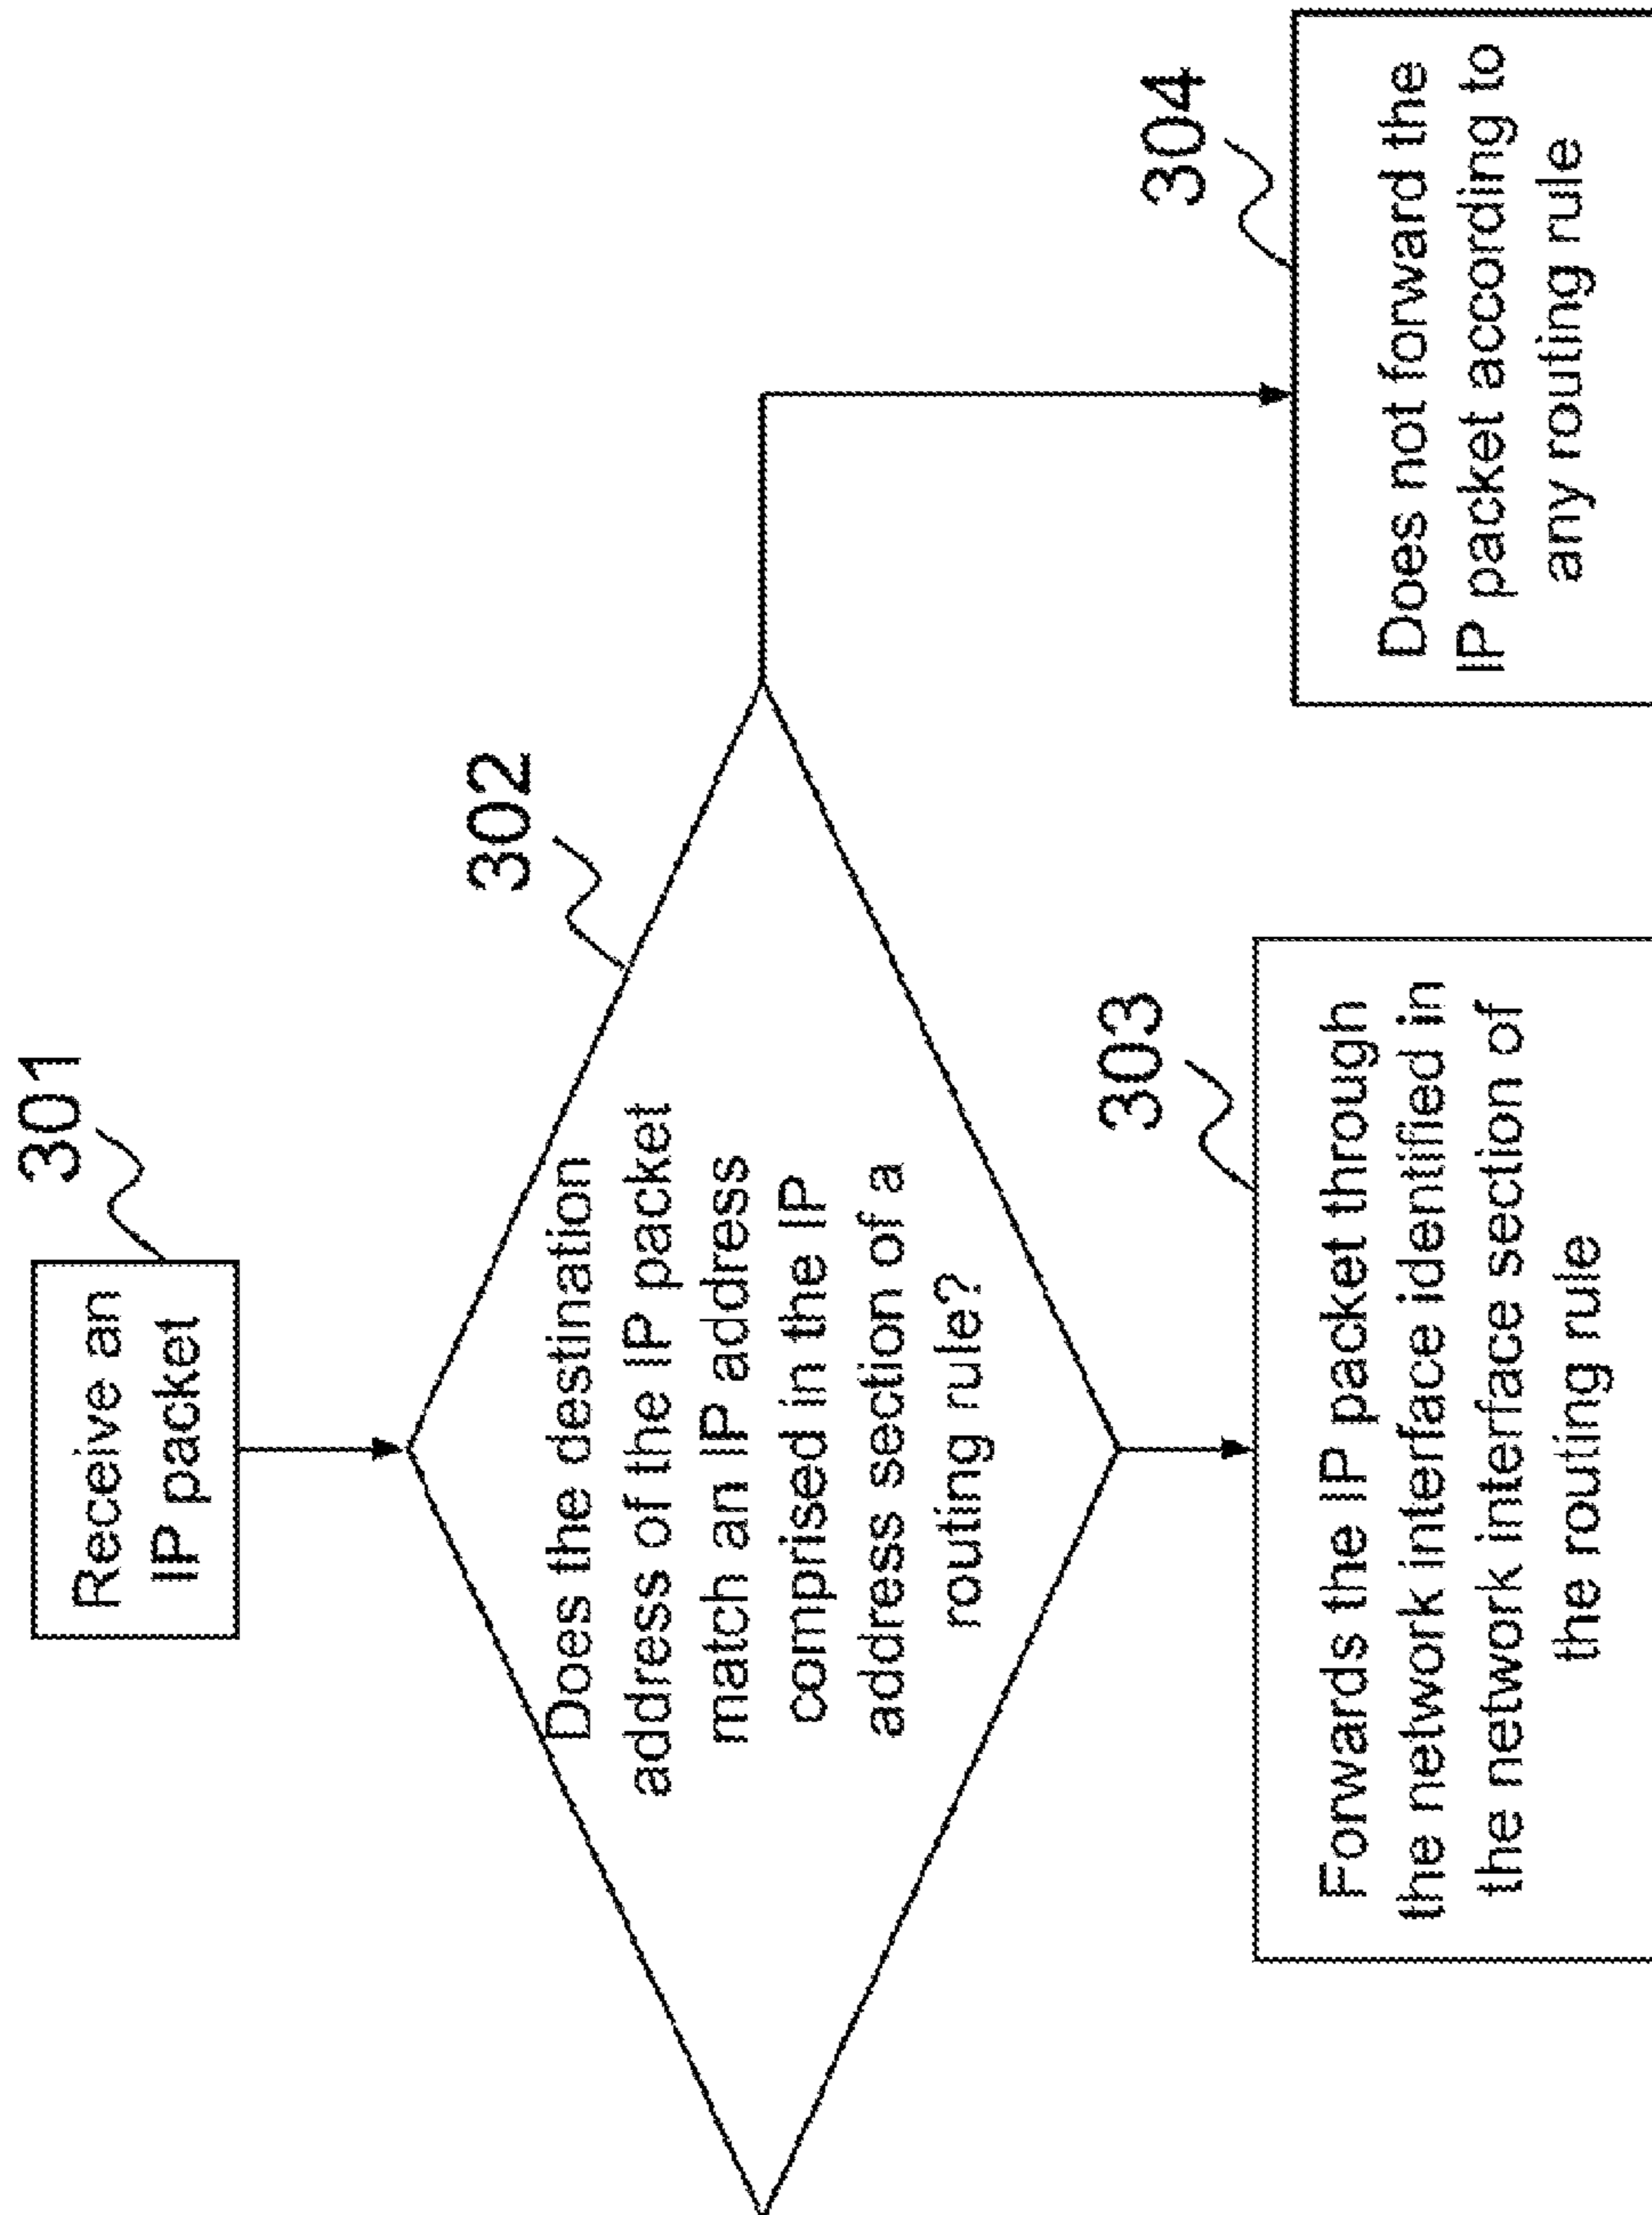 301
Receive an
IP packet
302
Does the destination
address of the IP packet
match an IP address
comprised in the IP
address section of a
routing rule?
303
Forwards the IP packet through
the network interface identified in
the network interface section of
the routing rule
304
Does not forward the
IP packet according to
any routing rule